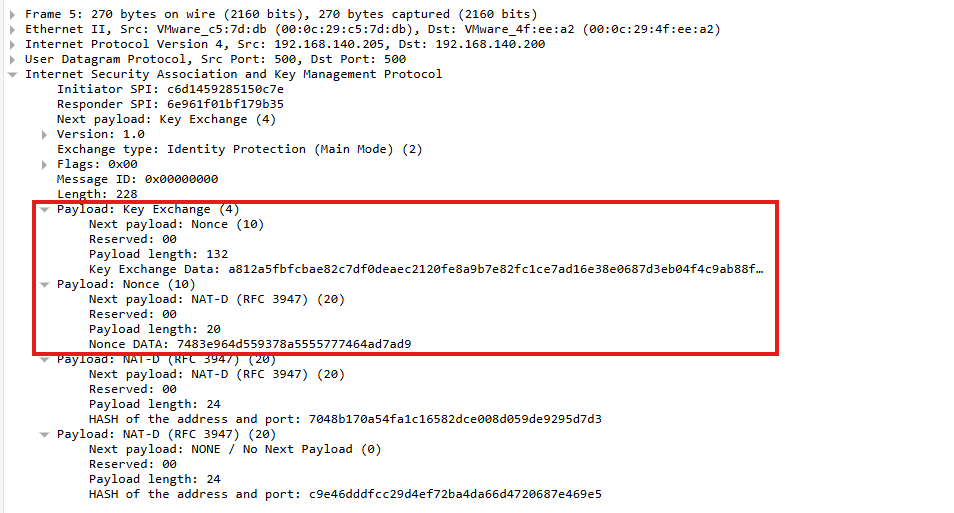 Frame 5: 270 bytes on wire (2160 bits), 270 bytes captured (2160 bits)
Ethernet II, Src: VMware_c5:7d:db (00:0c:29:c5:7d:db), Dst: VMware_4f:ee:a2 (00:0c:29:4f:ee:a2)
Internet Protocol Version 4, Src: 192.168.140.205, Dst: 192.168.140.200
User Datagram Protocol, Src Port: 500, Dst Port: 500
Internet Security Association and Key Management Protocol
Initiator SPI: c6d1459285150c7e
Responder SPI: 6e961f01bf179b35
Next payload: Key Exchange (4)
Version: 1.0
Exchange type: Identity Protection (Main Mode) (2)
Flags: 0x00
Message ID: 0x00000000
Length: 228
Payload: Key Exchange (4)
Next payload: Nonce (10)
Reserved: 00
Payload length: 132
Key Exchange Data: a812a5fbfcbae82c7df0deaec2120fe8a9b7e82fc1ce7ad16e38e0687d3eb04f4c9ab88f…
Payload: Nonce (10)
Next payload: NAT-D (RFC 3947) (20)
Reserved: 00
Payload length: 20
Nonce DATA: 7483e964d559378a5555777464ad7ad9
Payload: NAT-D (RFC 3947) (20)
Next payload: NAT-D (RFC 3947) (20)
Reserved: 00
Payload length: 24
HASH of the address and port: 7048b170a54fa1c16582dce008d059de9295d7d3
Payload: NAT-D (RFC 3947) (20)
Next payload: NONE / No Next Payload (0)
Reserved: 00
Payload length: 24
HASH of the address and port: c9e46dddfcc29d4ef72ba4da66d4720687e469e5